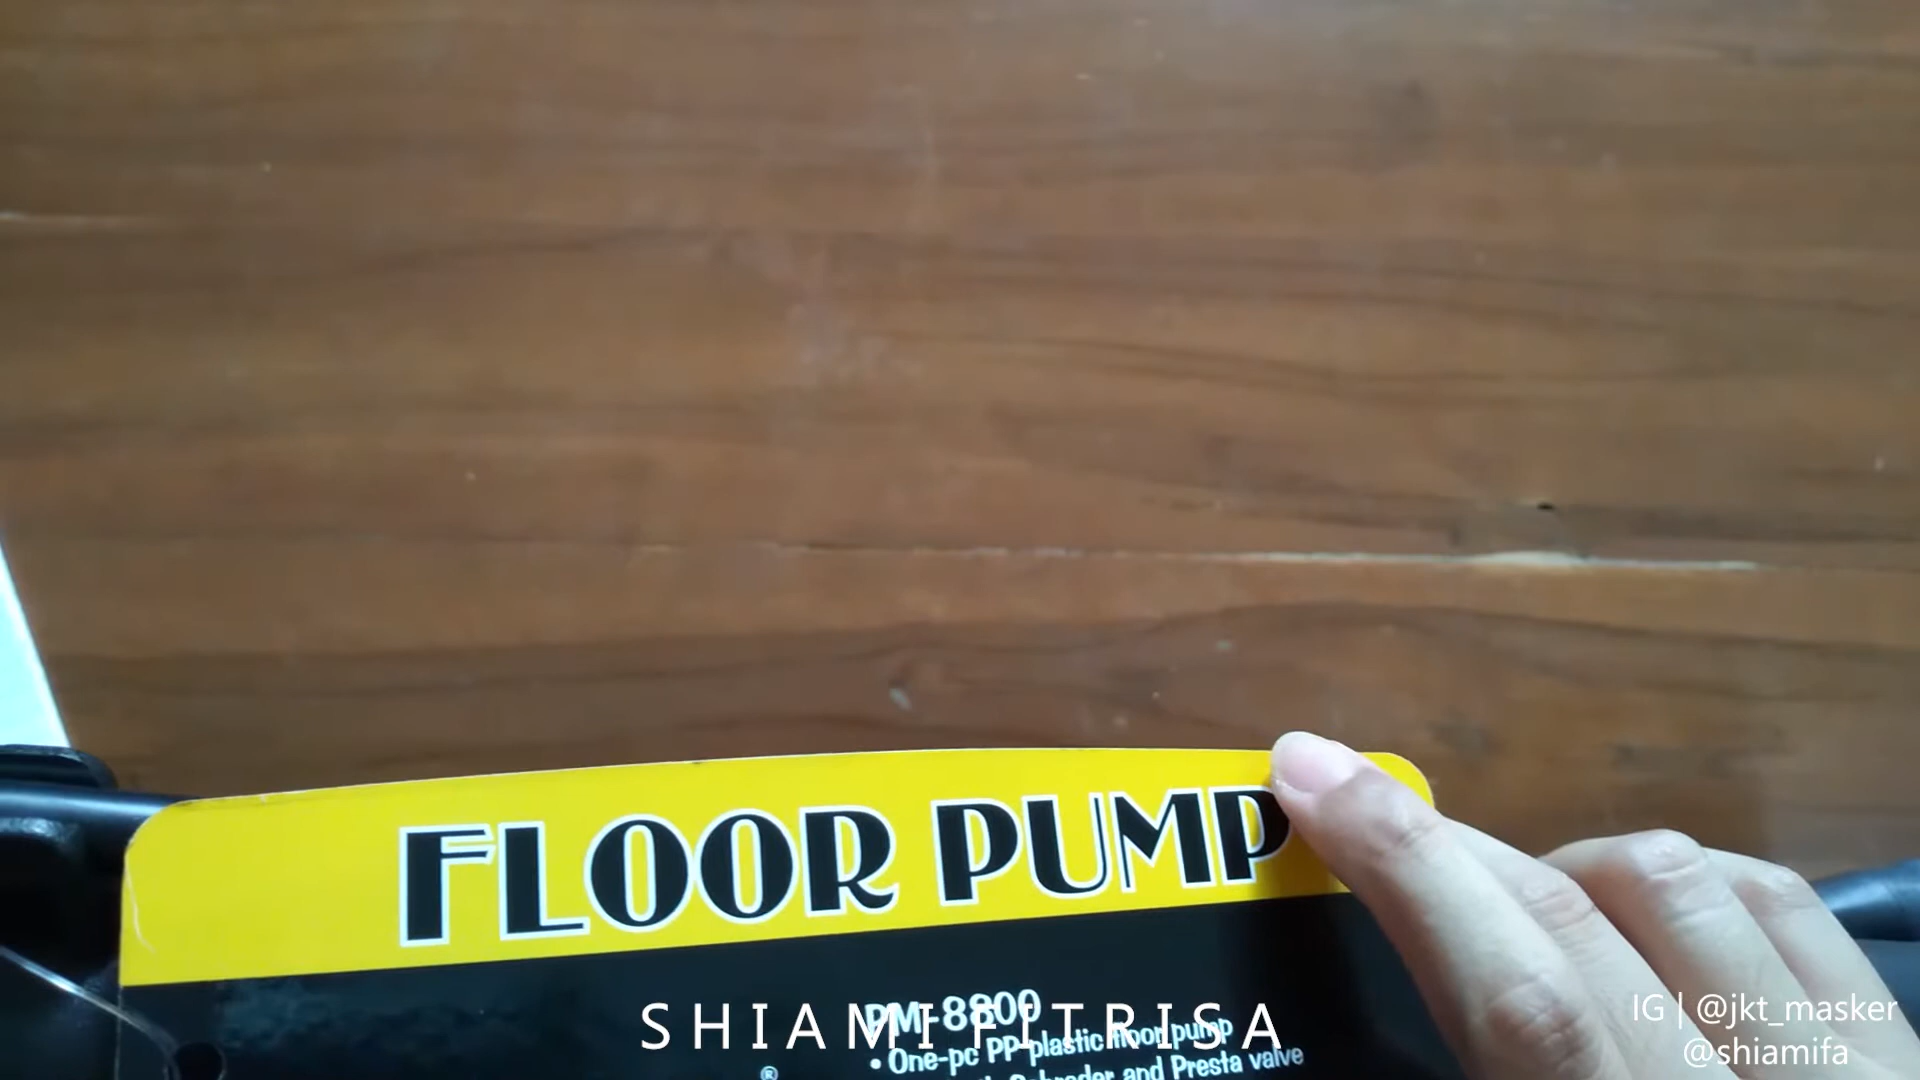 FLOOR PUMP
PM-8800
• One-pc PP-plastic floor pump
Schrader and Presta valve
®
SHIAMI FITRISA
IG | @jkt_masker
@shiamifa